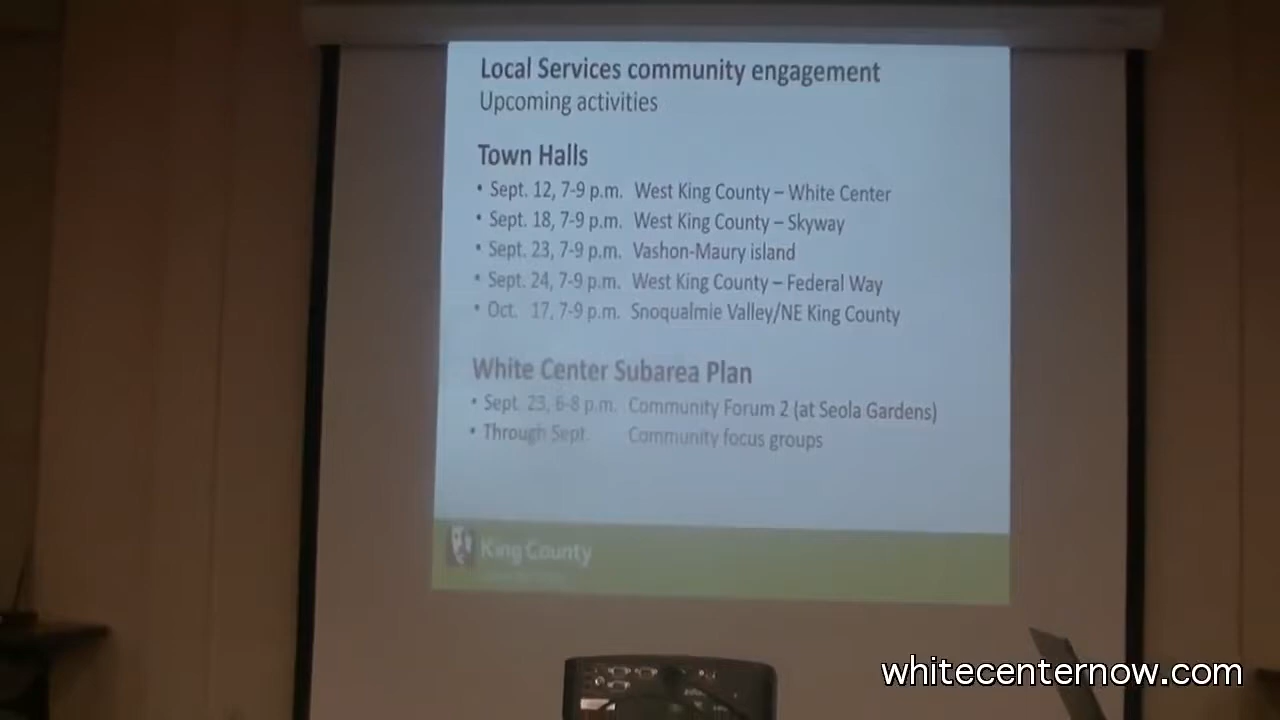 Local Services community engagement
Upcoming activities
Town Halls
• Sept. 12, 7-9 p.m. West King County – White Center
• Sept. 18, 7-9 p.m. West King County – Skyway
• Sept. 23, 7-9 p.m. Vashon-Maury island
• Sept. 24, 7-9 p.m. West King County – Federal Way
• Oct. 17, 7-9 p.m. Snoqualmie Valley/NE King County
White Center Subarea Plan
• Sept. 23, 6-8 p.m. Community Forum 2 (at Seola Gardens)
• Through Sept. Community focus groups
King County
whitecenternow.com